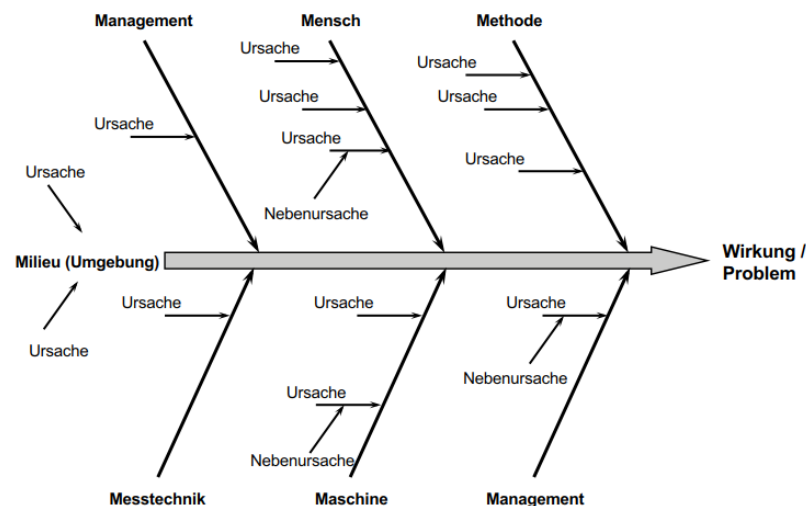 Management
Mensch
Methode
Ursache
Ursache
Ursache
Ursache
Ursache
Ursache
Ursache
Ursache
Nebenursache
Milieu (Umgebung)
Wirkung /
Problem
Ursache
Ursache
Ursache
Ursache
Nebenursache
Ursache
Nebenursache
Messtechnik
Maschine
Management